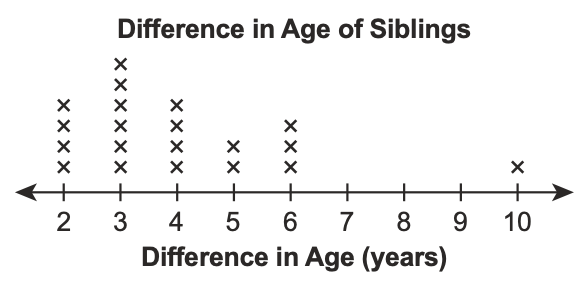 Difference in Age of Siblings
2 3 4 5 6 7 8 9 10
Difference in Age (years)